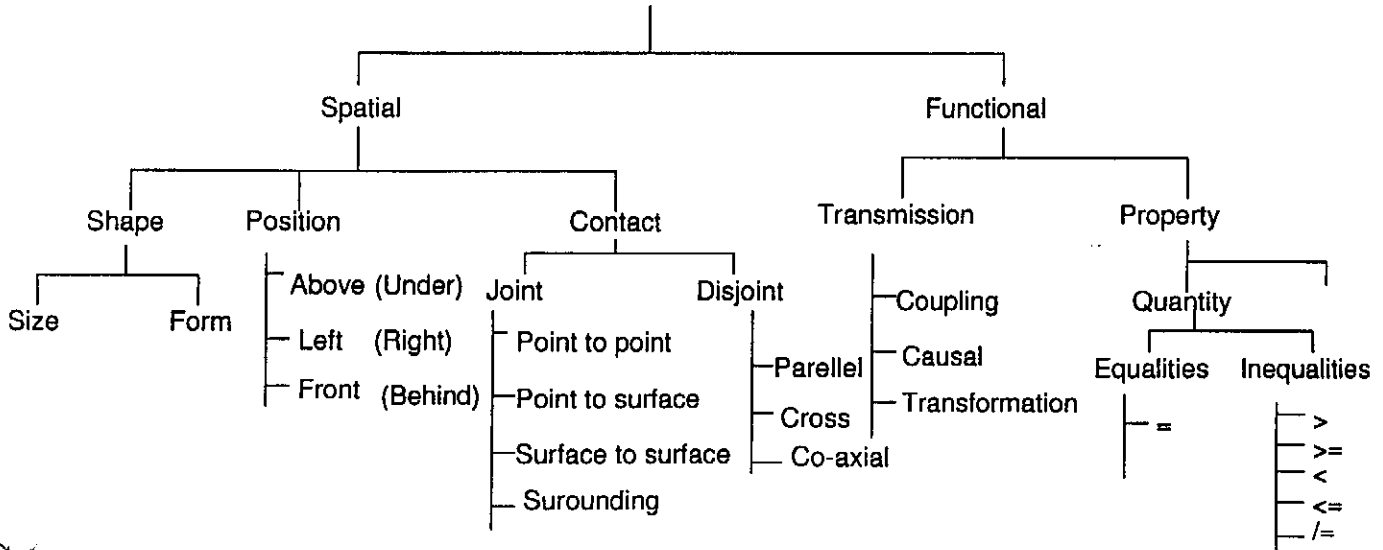 Spatial Functional
Shape Position Contact Transmission Property
Above (Under) Joint Disjoint Coupling Quantity
Size Form
Left (Right) Point to point
Parellel Causal Equalities Inequalities
Front (Behind) Point to surface Transformation
Cross = >
Surface to surface Co-axial >=
<
Surounding <=
/=